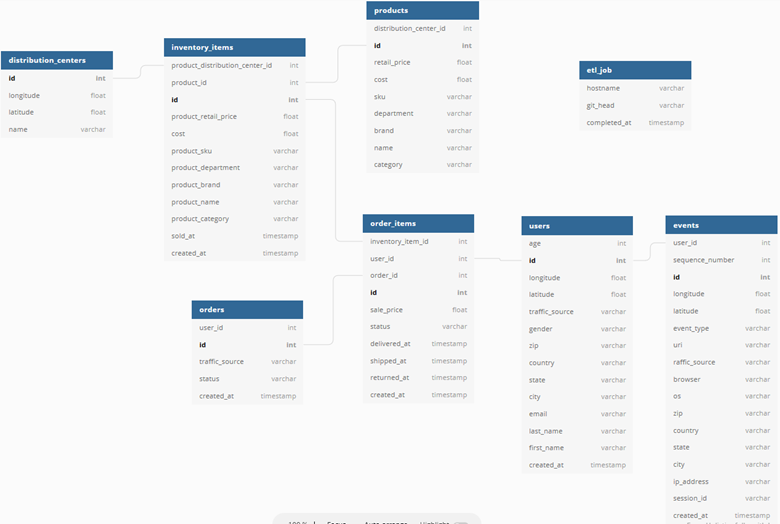 products
distribution_center_id int
id int
retail_price float
cost float
sku varchar
department varchar
brand varchar
name varchar
category varchar
inventory_items
product_distribution_center_id int
product_id int
id int
product_retail_price float
cost float
product_sku varchar
product_department varchar
product_brand varchar
product_name varchar
product_category varchar
sold_at timestamp
created_at timestamp
distribution_centers
id int
longitude float
latitude float
name varchar
etl_job
hostname varchar
git_head varchar
completed_at timestamp
order_items
inventory_item_id int
user_id int
order_id int
id int
sale_price float
status varchar
delivered_at timestamp
shipped_at timestamp
returned_at timestamp
created_at timestamp
users
age int
id int
longitude float
latitude float
traffic_source varchar
gender varchar
zip varchar
country varchar
state varchar
city varchar
email varchar
last_name varchar
first_name varchar
created_at timestamp
events
user_id int
sequence_number int
id int
longitude float
latitude float
event_type varchar
uri varchar
raffic_source varchar
browser varchar
os varchar
zip varchar
country varchar
state varchar
city varchar
ip_address varchar
session_id varchar
created_at timestamp
orders
user_id int
id int
traffic_source varchar
status varchar
created_at timestamp